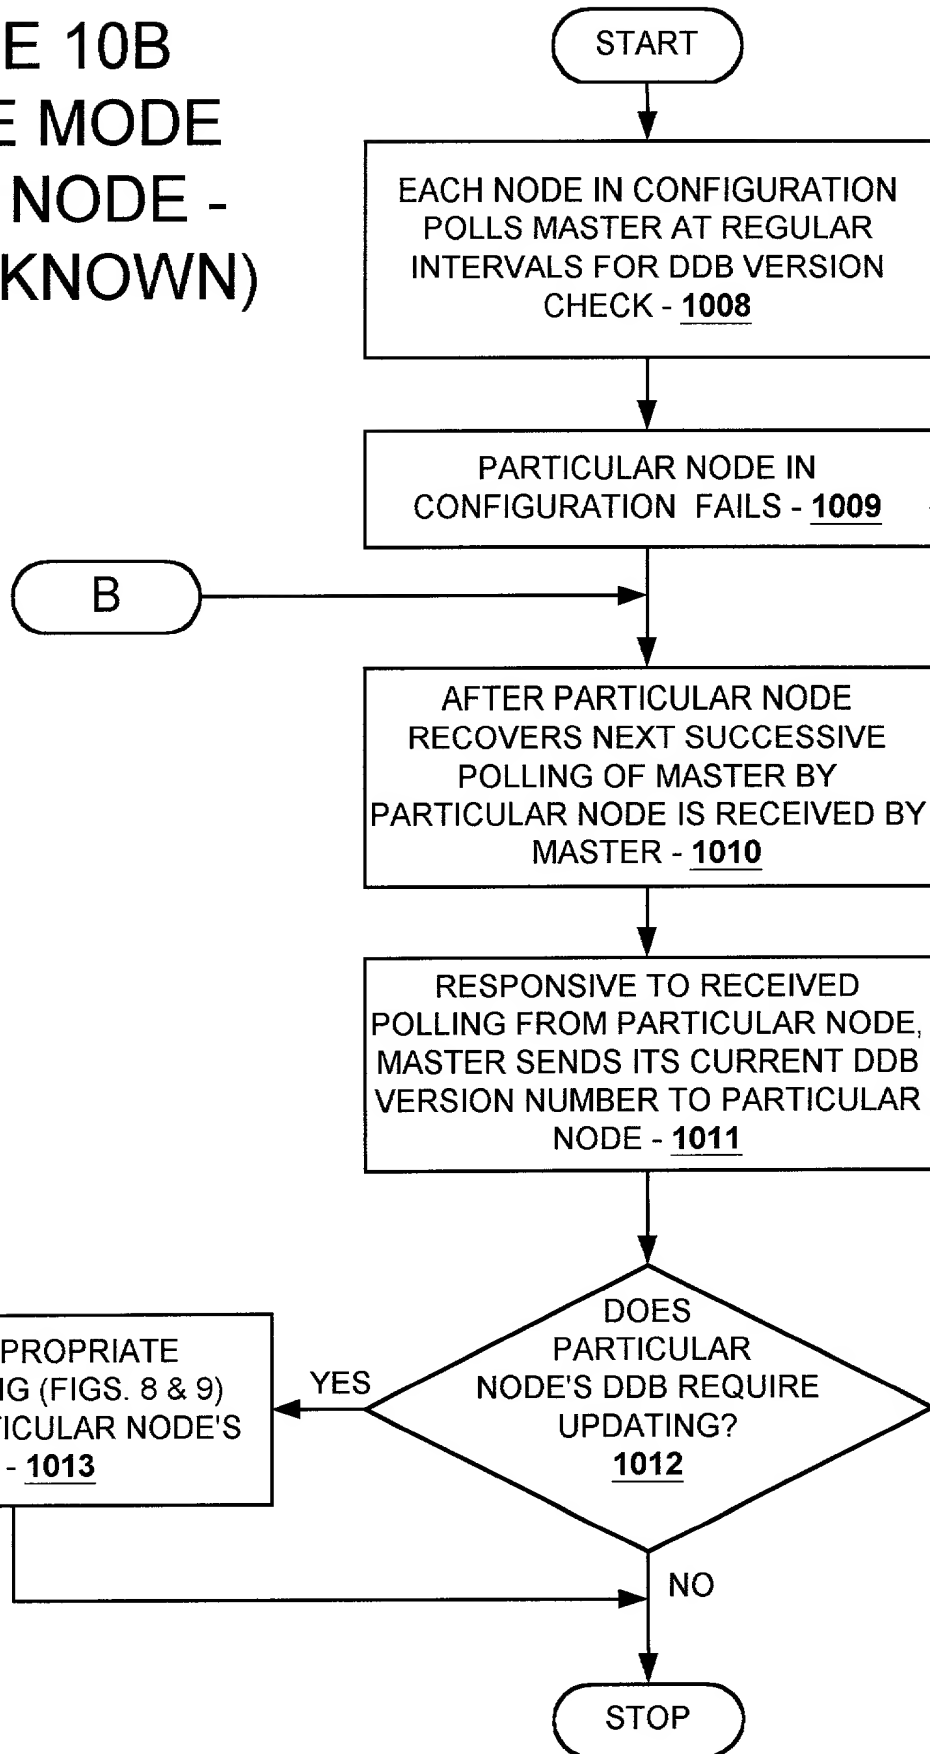 E 10B
E MODE
NODE -
KNOWN)
START
EACH NODE IN CONFIGURATION
POLLS MASTER AT REGULAR
INTERVALS FOR DDB VERSION
CHECK - 1008
PARTICULAR NODE IN
CONFIGURATION FAILS - 1009
B
AFTER PARTICULAR NODE
RECOVERS NEXT SUCCESSIVE
POLLING OF MASTER BY
PARTICULAR NODE IS RECEIVED BY
MASTER - 1010
RESPONSIVE TO RECEIVED
POLLING FROM PARTICULAR NODE,
MASTER SENDS ITS CURRENT DDB
VERSION NUMBER TO PARTICULAR
NODE - 1011
DOES
PARTICULAR
NODE'S DDB REQUIRE
UPDATING?
1012
YES
PROPRIATE
G (FIGS. 8 & 9)
TICULAR NODE'S
- 1013
NO
STOP